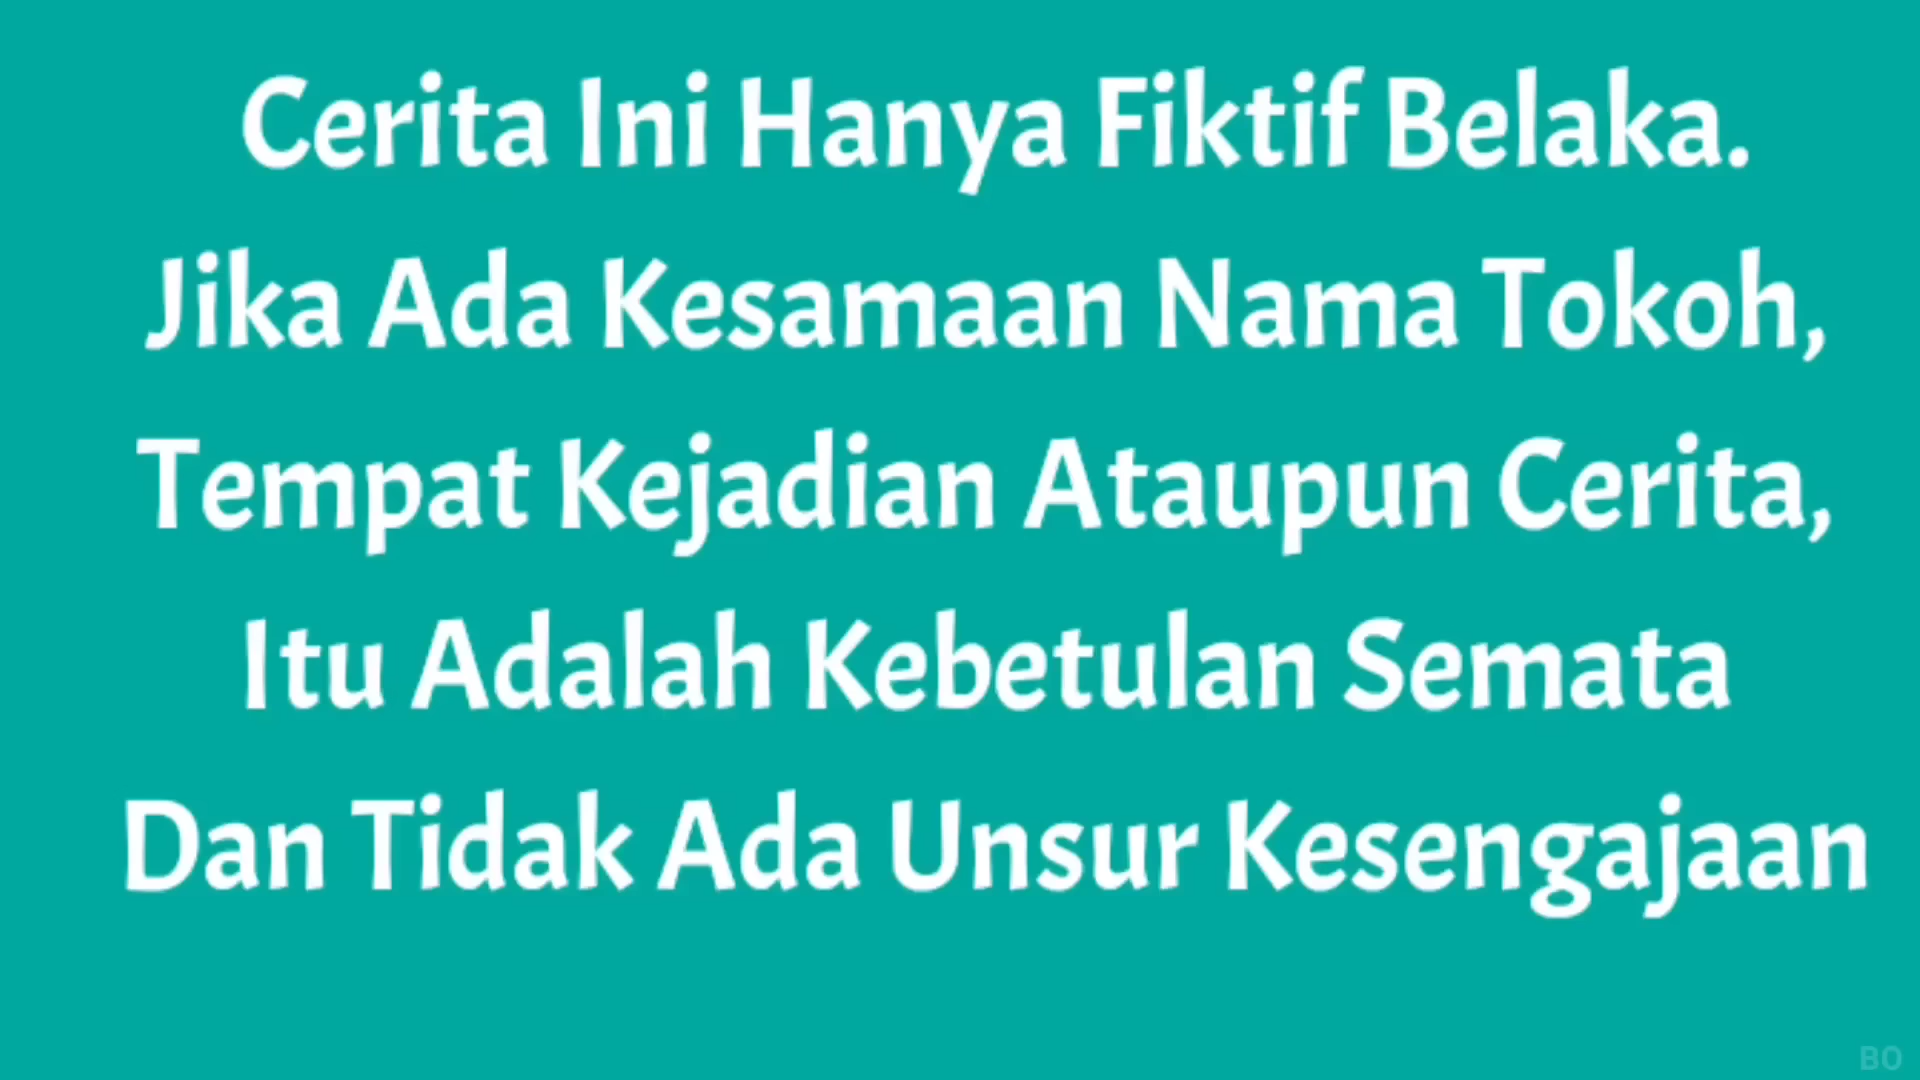 Cerita Ini Hanya Fiktif Belaka.
Jika Ada Kesamaan Nama Tokoh,
Tempat Kejadian Ataupun Cerita,
Itu Adalah Kebetulan Semata
Dan Tidak Ada Unsur Kesengajaan
BO